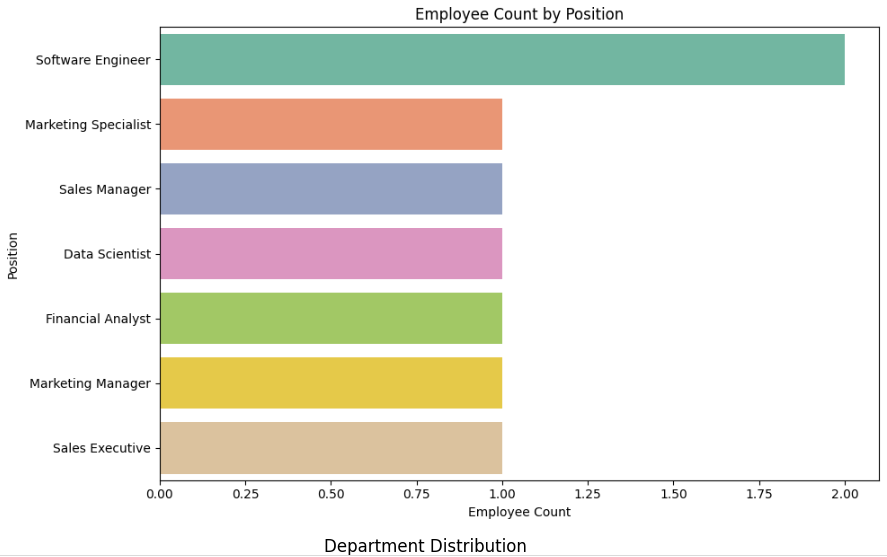 Employee Count by Position
Software Engineer
Marketing Specialist
Sales Manager
Data Scientist
Financial Analyst
Marketing Manager
Sales Executive
Position
0.00 0.25 0.50 0.75 1.00 1.25 1.50 1.75 2.00
Employee Count
Department Distribution